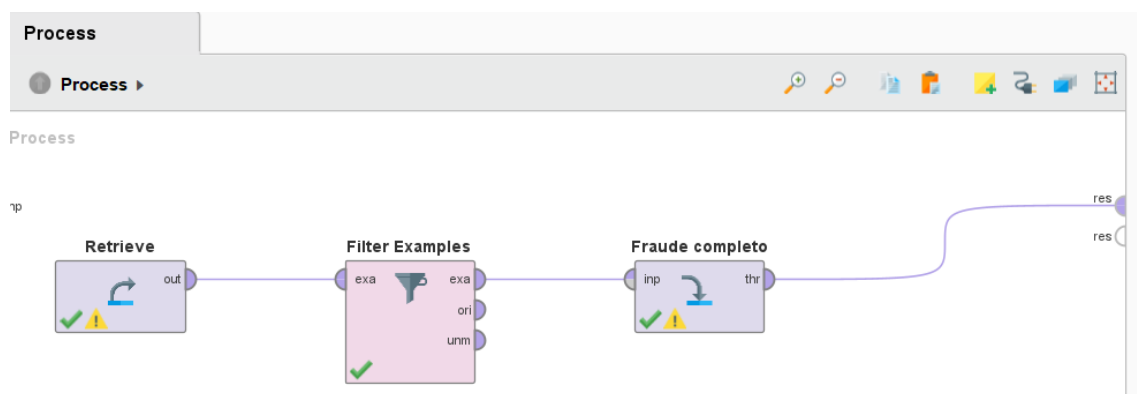 Process
Process
Process
np
res
res
Retrieve
Filter Examples
Fraude completo
out
exa
exa
inp
thr
ori
unm